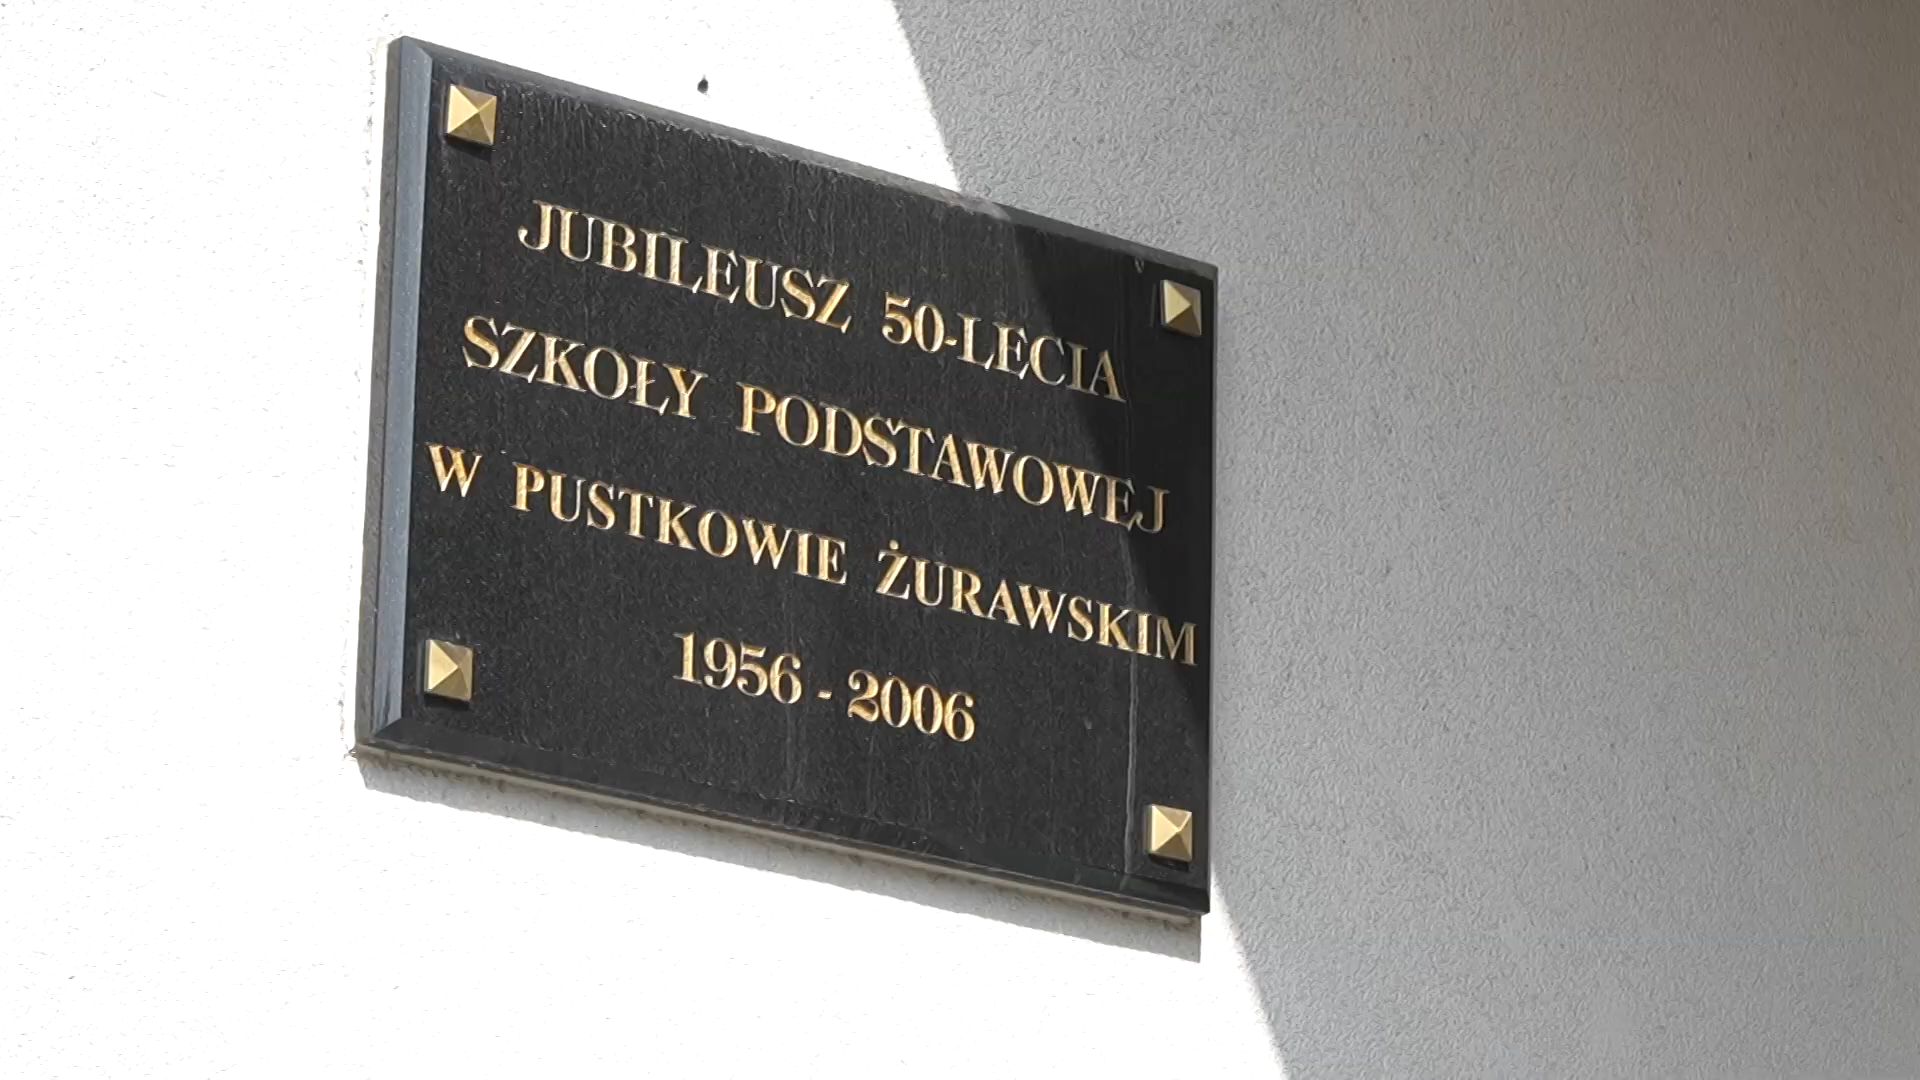 JUBILEUSZ 50-LECIA
SZKOŁY PODSTAWOWEJ
W PUSTKOWIE ŻURAWSKIM
1956 - 2006